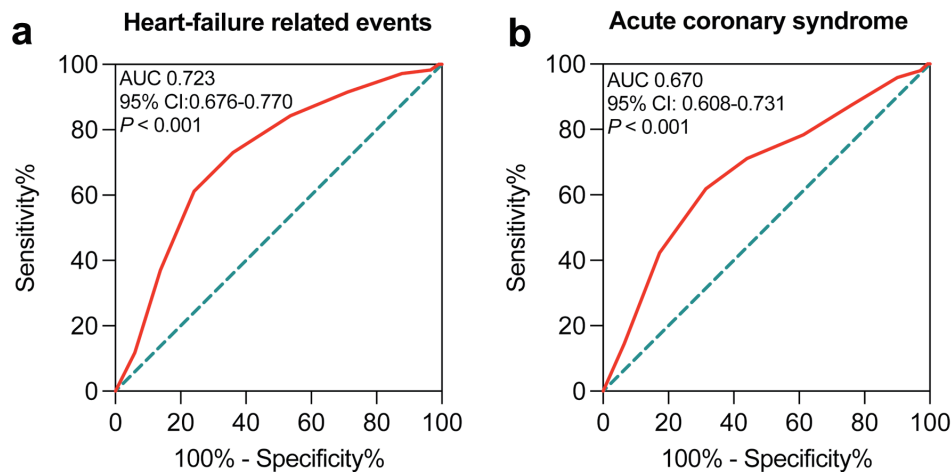 a
Heart-failure related events
AUC 0.723
95% CI:0.676-0.770
P < 0.001
100
80
60
40
20
0
Sensitivity%
0 20 40 60 80 100
100% - Specificity%
b
Acute coronary syndrome
AUC 0.670
95% CI: 0.608-0.731
P < 0.001
100
80
60
40
20
0
Sensitivity%
0 20 40 60 80 100
100% - Specificity%